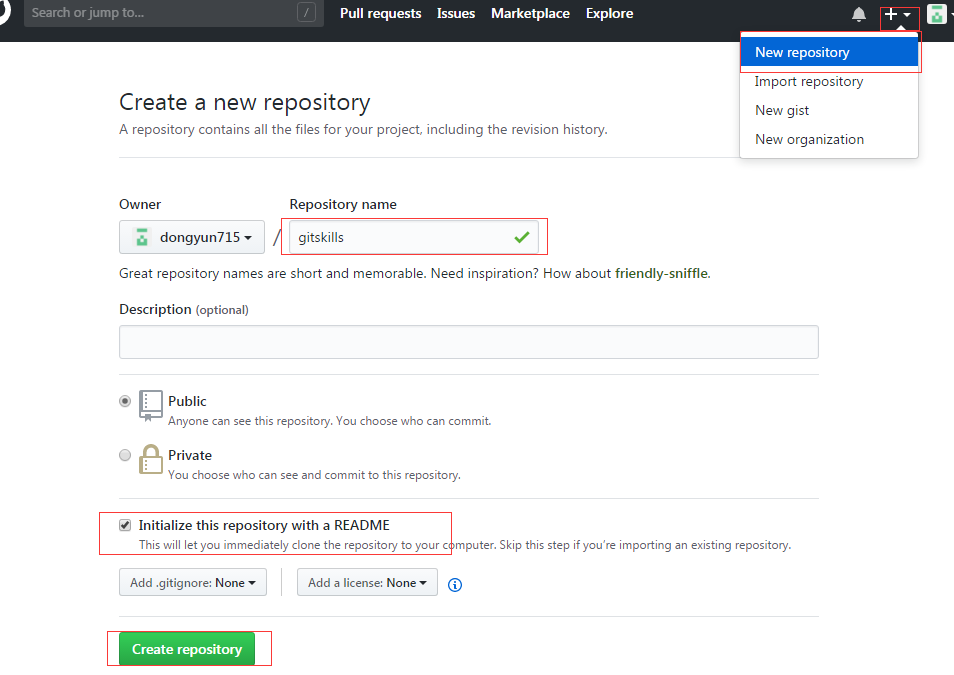 Search or jump to... /
Pull requests Issues Marketplace Explore
New repository
Import repository
New gist
New organization
Create a new repository
A repository contains all the files for your project, including the revision history.
Owner
Repository name
dongyun715 / gitskills
Great repository names are short and memorable. Need inspiration? How about friendly-sniffle.
Description (optional)
Public
Anyone can see this repository. You choose who can commit.
Private
You choose who can see and commit to this repository.
Initialize this repository with a README
This will let you immediately clone the repository to your computer. Skip this step if you're importing an existing repository.
Add .gitignore: None Add a license: None
Create repository